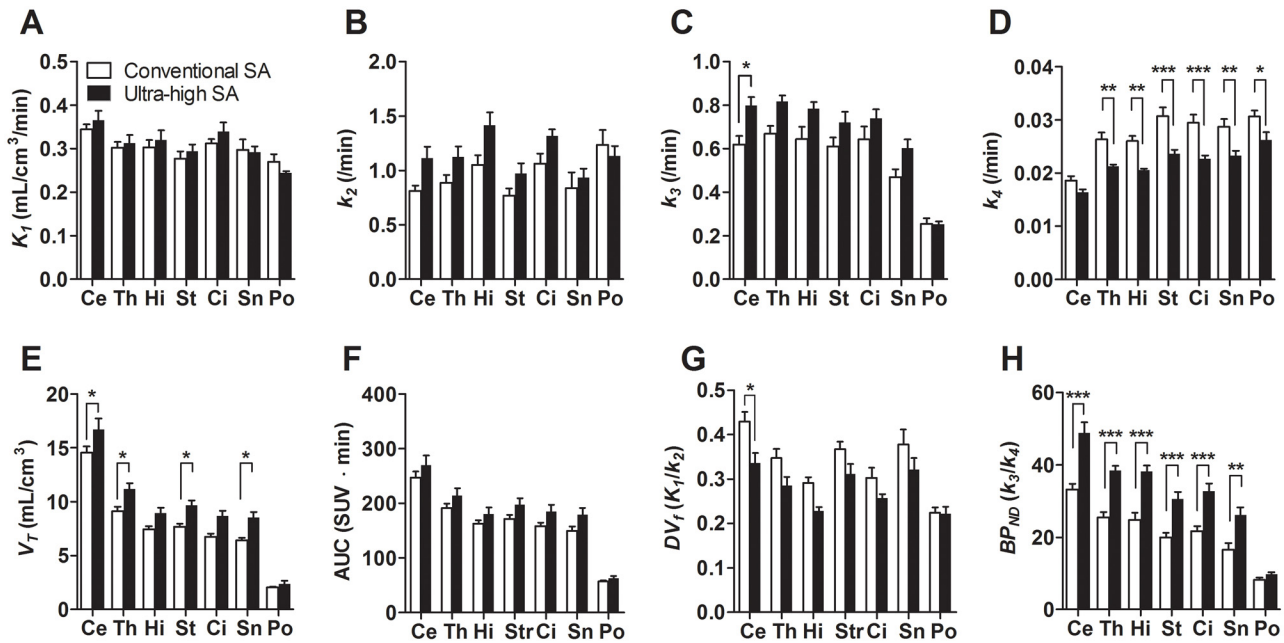 A
K1 (mL/cm3/min)
0.5
0.4
0.3
0.2
0.1
0.0
Conventional SA
Ultra-high SA
Ce Th Hi St Ci Sn Po
B
k2 (/min)
2.0
1.5
1.0
0.5
0.0
Ce Th Hi St Ci Sn Po
C
k3 (/min)
1.0
0.8
0.6
0.4
0.2
0.0
*
Ce Th Hi St Ci Sn Po
D
k4 (/min)
0.04
0.03
0.02
0.01
0.00
** ** *** *** ** *
Ce Th Hi St Ci Sn Po
E
VT (mL/cm3)
20
15
10
5
0
* * * *
Ce Th Hi St Ci Sn Po
F
AUC (SUV · min)
400
300
200
100
0
Ce Th Hi Str Ci Sn Po
G
DVf (K1/k2)
0.5
0.4
0.3
0.2
0.1
0.0
*
Ce Th Hi Str Ci Sn Po
H
BPND (k3/k4)
60
40
20
0
*** *** *** *** *** **
Ce Th Hi St Ci Sn Po